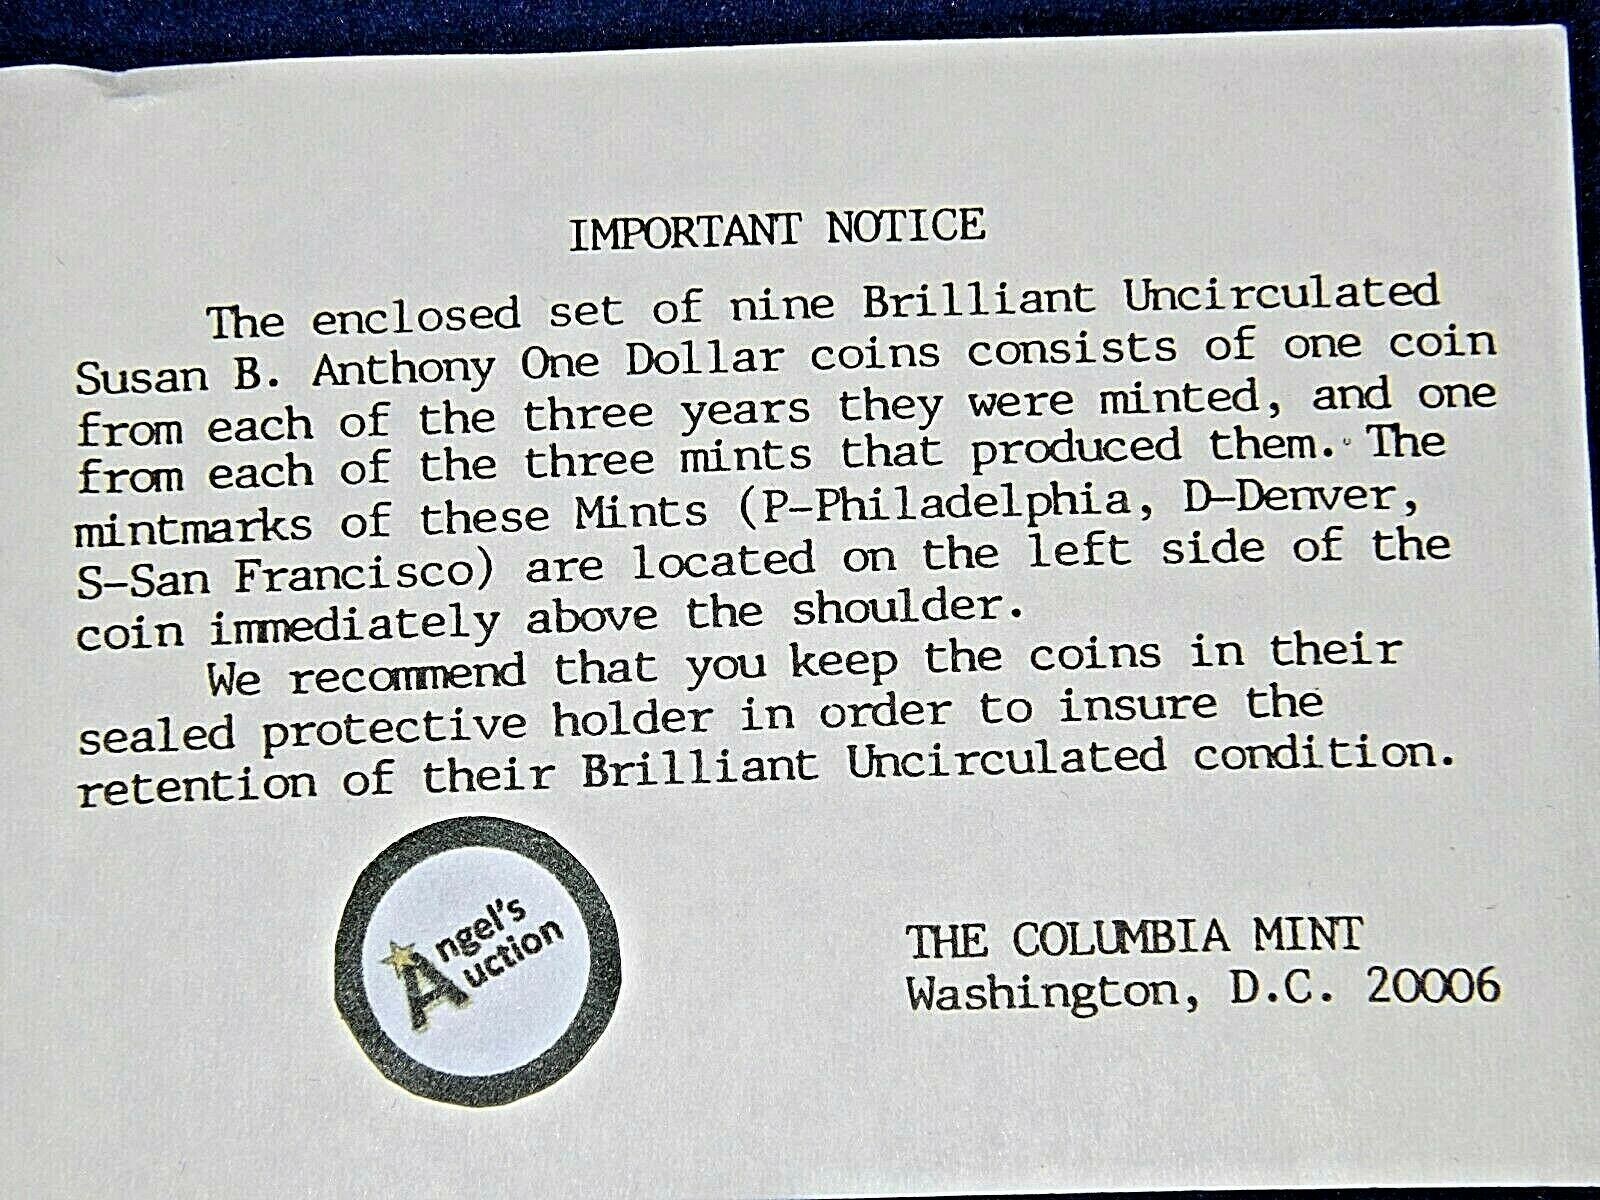 IMPORTANT NOTICE
The enclosed set of nine Brilliant Uncirculated
Susan B. Anthony One Dollar coins consists of one coin
from each of the three years they were minted, and one
from each of the three mints that produced them. The
mintmarks of these Mints (P-Philadelphia, D-Denver,
S-San Francisco) are located on the left side of the
coin immediately above the shoulder.
We recommend that you keep the coins in their
sealed protective holder in order to insure the
retention of their Brilliant Uncirculated condition.
Angel's
Auction
THE COLUMBIA MINT
Washington, D.C. 20006